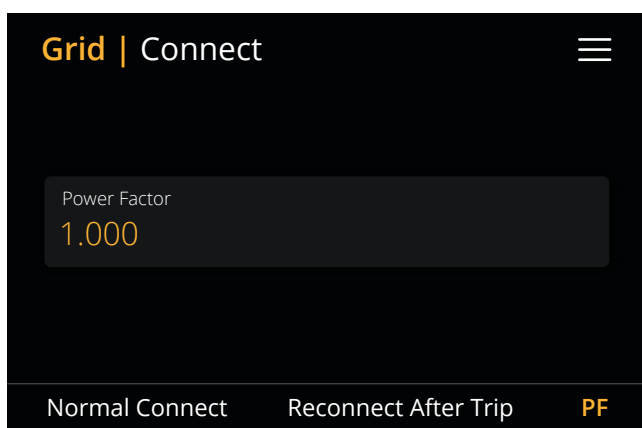 Grid | Connect
Power Factor
1.000
Normal Connect Reconnect After Trip PF